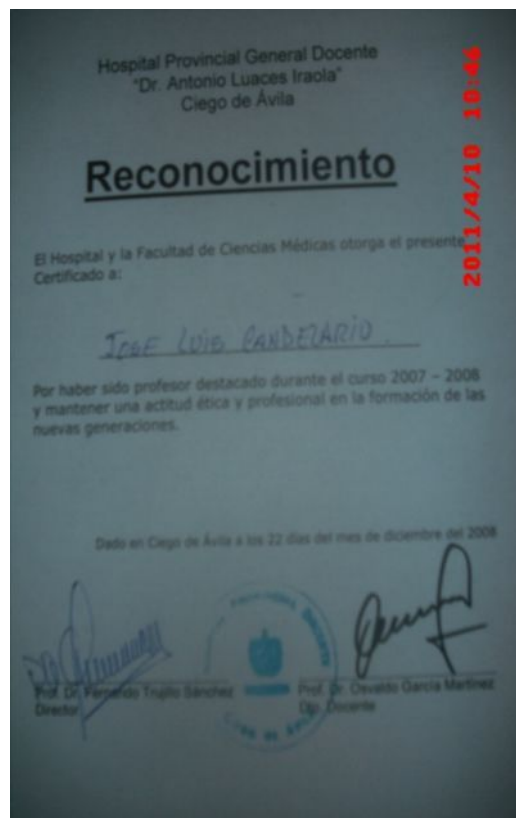 Hospital Provincial General Docente
"Dr. Antonio Luaces Iraola"
Ciego de Ávila
Reconocimiento
El Hospital y la Facultad de Ciencias Médicas otorga el presente
Certificado a:
JOSE LUIS CANDELARIO.
Por haber sido profesor destacado durante el curso 2007 – 2008
y mantener una actitud ética y profesional en la formación de las
nuevas generaciones.
Dado en Ciego de Ávila a los 22 días del mes de diciembre del 2008
Prof. Dr. Fernando Trujillo Sánchez
Director
Prof. Dr. Osvaldo García Martínez
Docente
2011/4/10 10:46